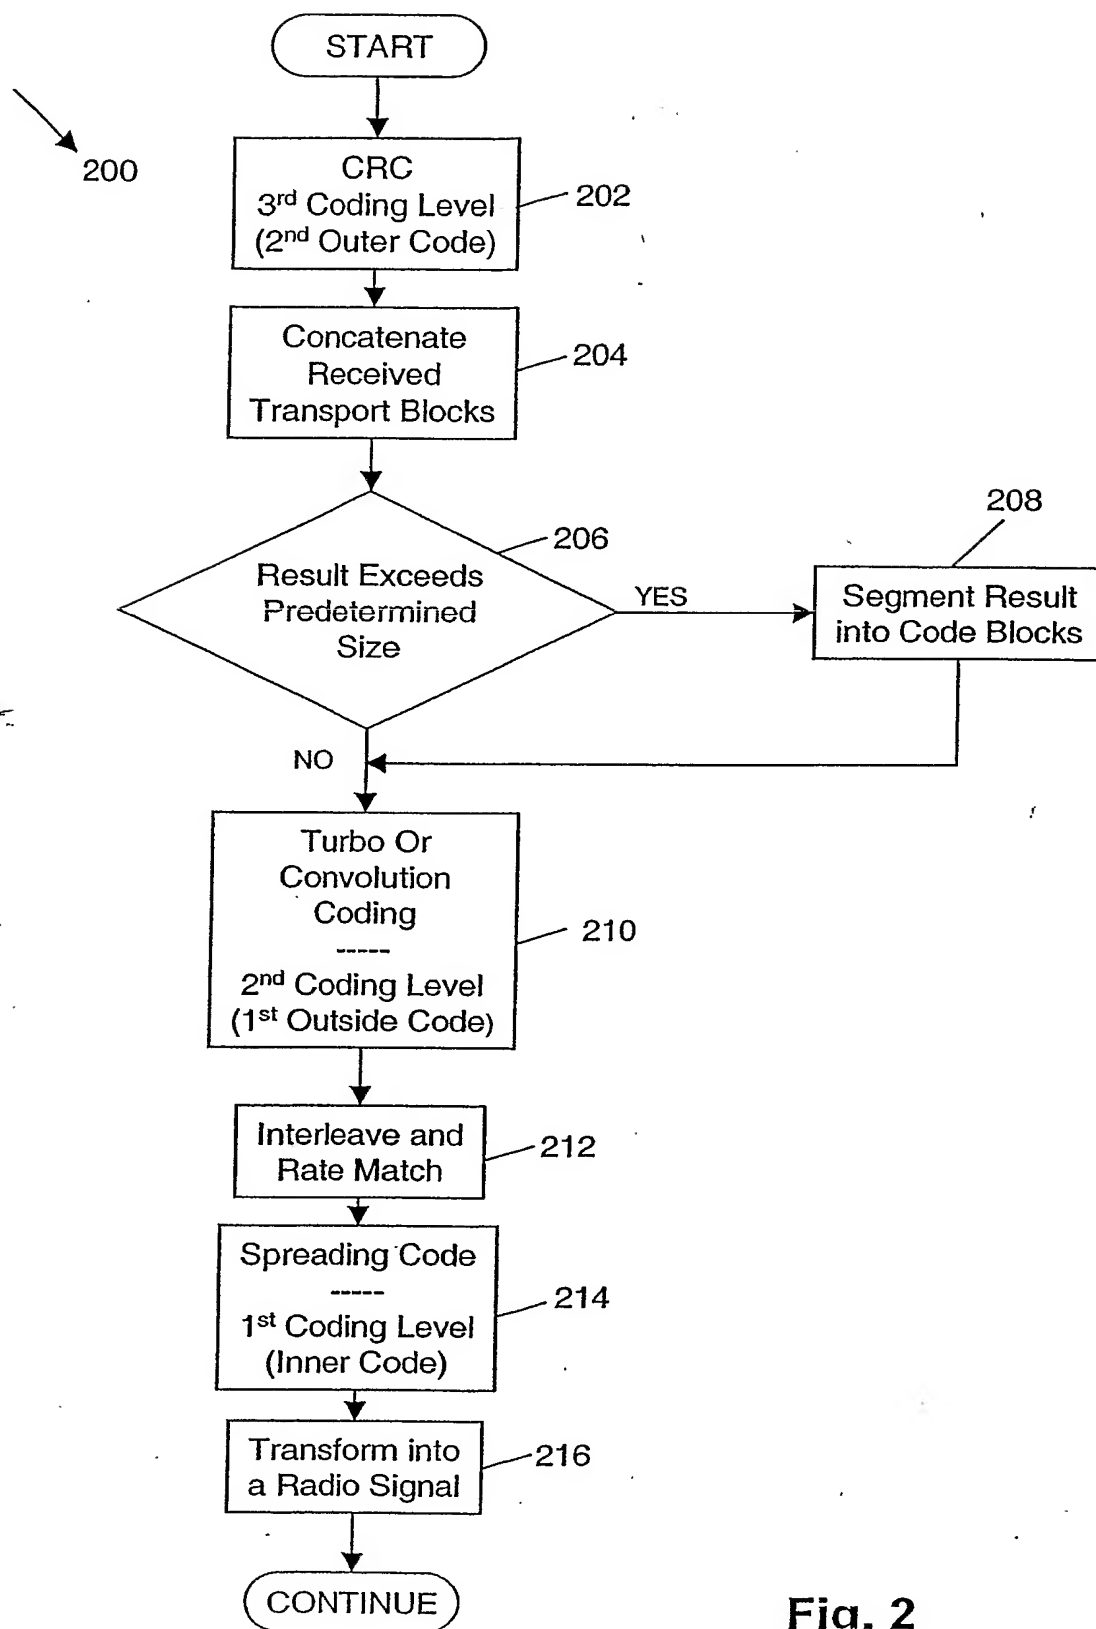 START
200
CRC
3rd Coding Level
(2nd Outer Code)
202
Concatenate
Received
Transport Blocks
204
206
Result Exceeds
Predetermined
Size
YES
208
Segment Result
into Code Blocks
NO
Turbo Or
Convolution
Coding
-----
2nd Coding Level
(1st Outside Code)
210
Interleave and
Rate Match
212
Spreading Code
-----
1st Coding Level
(Inner Code)
214
Transform into
a Radio Signal
216
CONTINUE
Fig. 2